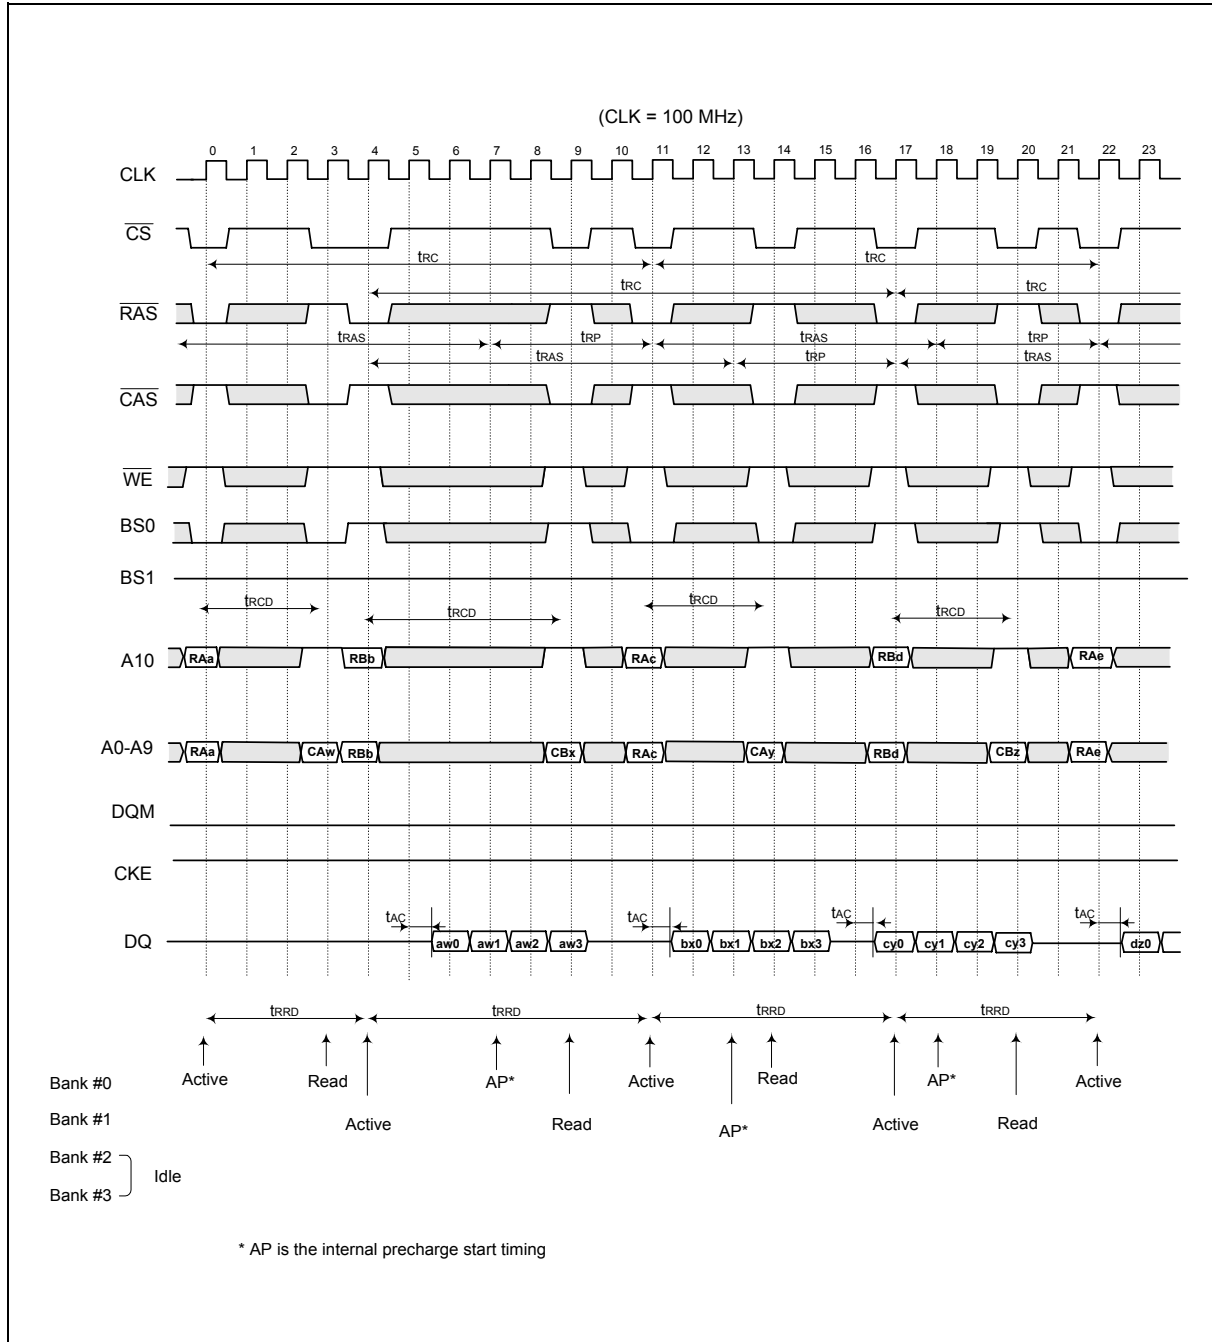 (CLK = 100 MHz)
0 1 2 3 4 5 6 7 8 9 10 11 12 13 14 15 16 17 18 19 20 21 22 23
CLK
CS
tRC tRC
tRC tRC
RAS
tRAS tRP tRAS tRP
tRAS tRP tRAS
CAS
WE
BS0
BS1
tRCD tRCD tRCD tRCD
A10 RAa RBb RAc RBd RAe
A0-A9 RAa CAw RBb CBx RAc CAy RBd CBz RAe
DQM
CKE
tAC tAC tAC tAC
DQ aw0 aw1 aw2 aw3 bx0 bx1 bx2 bx3 cy0 cy1 cy2 cy3 dz0
tRRD tRRD tRRD tRRD
Bank #0 Active Read AP* Active Read AP* Active
Bank #1 Active Read AP* Active Read
Bank #2
Idle
Bank #3
* AP is the internal precharge start timing